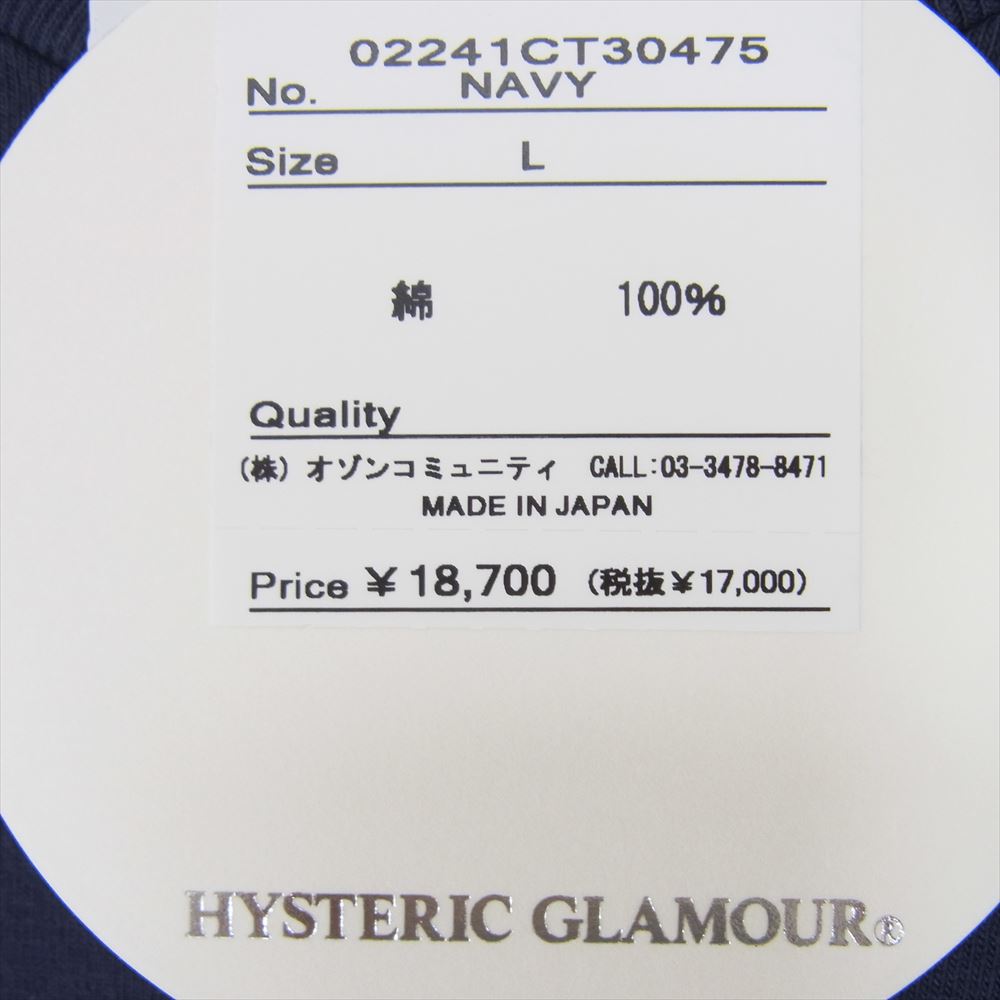 02241CT30475
No. NAVY
Size L
綿 100%
Quality
(株) オゾンコミュニティ CALL:03-3478-8471
MADE IN JAPAN
Price ¥18,700 (税抜¥17,000)
HYSTERIC GLAMOUR®